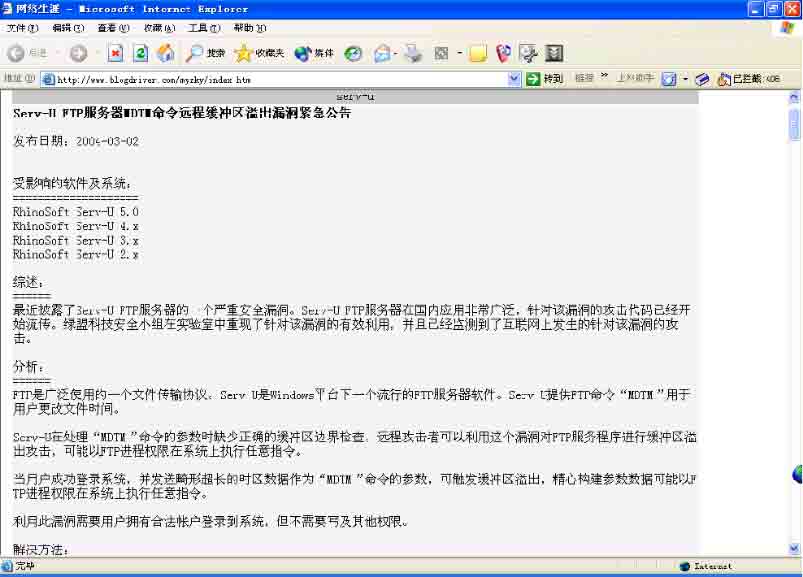 网络生涯 - Microsoft Internet Explorer
文件(F) 编辑(E) 查看(V) 收藏(A) 工具(T) 帮助(H)
后退 搜索 收藏夹 媒体
地址(D) http://www.blogdriver.com/myzky/index.htm 转到 链接 » 上网助手 已拦截:408
serv-u
Serv-U FTP服务器MDTM命令远程缓冲区溢出漏洞紧急公告
发布日期：2004-03-02
受影响的软件及系统：
====================
RhinoSoft Serv-U 5.0
RhinoSoft Serv-U 4.x
RhinoSoft Serv-U 3.x
RhinoSoft Serv-U 2.x
综述：
======
最近披露了Serv-U FTP服务器的一个严重安全漏洞。Serv-U FTP服务器在国内应用非常广泛，针对该漏洞的攻击代码已经开
始流传。绿盟科技安全小组在实验室中重现了针对该漏洞的有效利用，并且已经监测到了互联网上发生的针对该漏洞的攻
击。
分析：
======
FTP是广泛使用的一个文件传输协议，Serv-U是Windows平台下一个流行的FTP服务器软件。Serv-U提供FTP命令“MDTM”用于
用户更改文件时间。
Serv-U在处理“MDTM”命令的参数时缺少正确的缓冲区边界检查，远程攻击者可以利用这个漏洞对FTP服务程序进行缓冲区溢
出攻击，可能以FTP进程权限在系统上执行任意指令。
当用户成功登录系统，并发送畸形超长的时区数据作为“MDTM”命令的参数，可触发缓冲区溢出，精心构建参数数据可能以F
TP进程权限在系统上执行任意指令。
利用此漏洞需要用户拥有合法帐户登录到系统，但不需要写及其他权限。
解决方法：
完毕 Internet